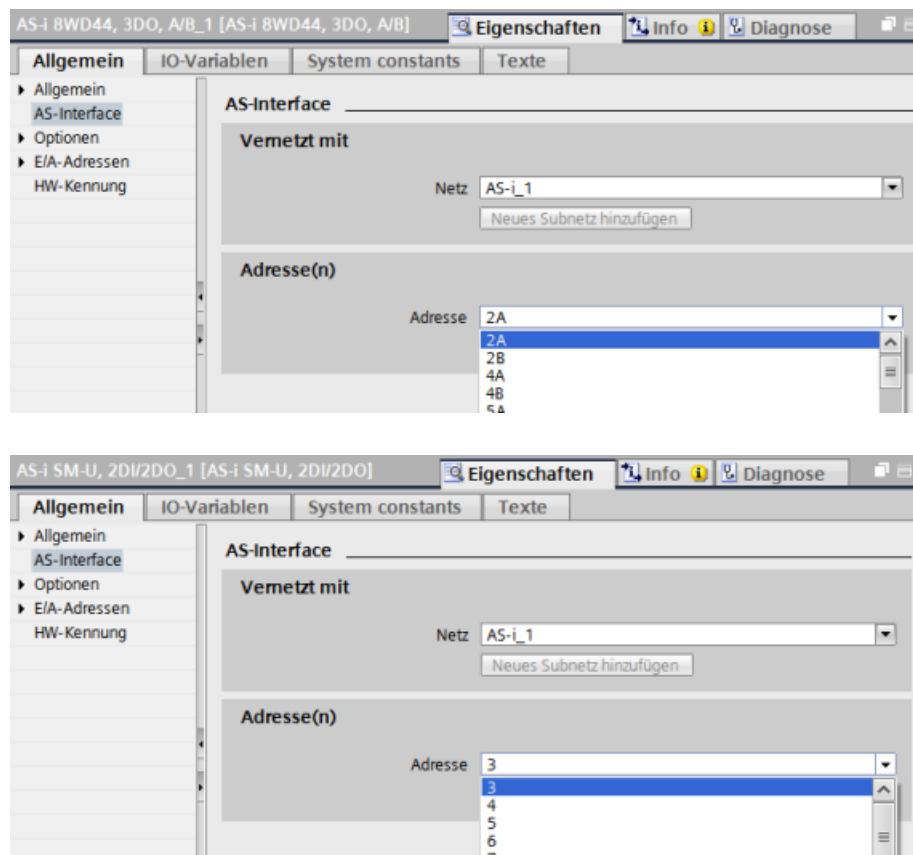 AS-i 8WD44, 3DO, A/B_1 [AS-i 8WD44, 3DO, A/B] Eigenschaften Info Diagnose
Allgemein IO-Variablen System constants Texte
Allgemein
AS-Interface
Optionen
E/A-Adressen
HW-Kennung
AS-Interface
Vernetzt mit
Netz AS-i_1
Neues Subnetz hinzufügen
Adresse(n)
Adresse 2A
2A
2B
4A
4B
5A
AS-i SM-U, 2DI/2DO_1 [AS-i SM-U, 2DI/2DO] Eigenschaften Info Diagnose
Allgemein IO-Variablen System constants Texte
Allgemein
AS-Interface
Optionen
E/A-Adressen
HW-Kennung
AS-Interface
Vernetzt mit
Netz AS-i_1
Neues Subnetz hinzufügen
Adresse(n)
Adresse 3
3
4
5
6